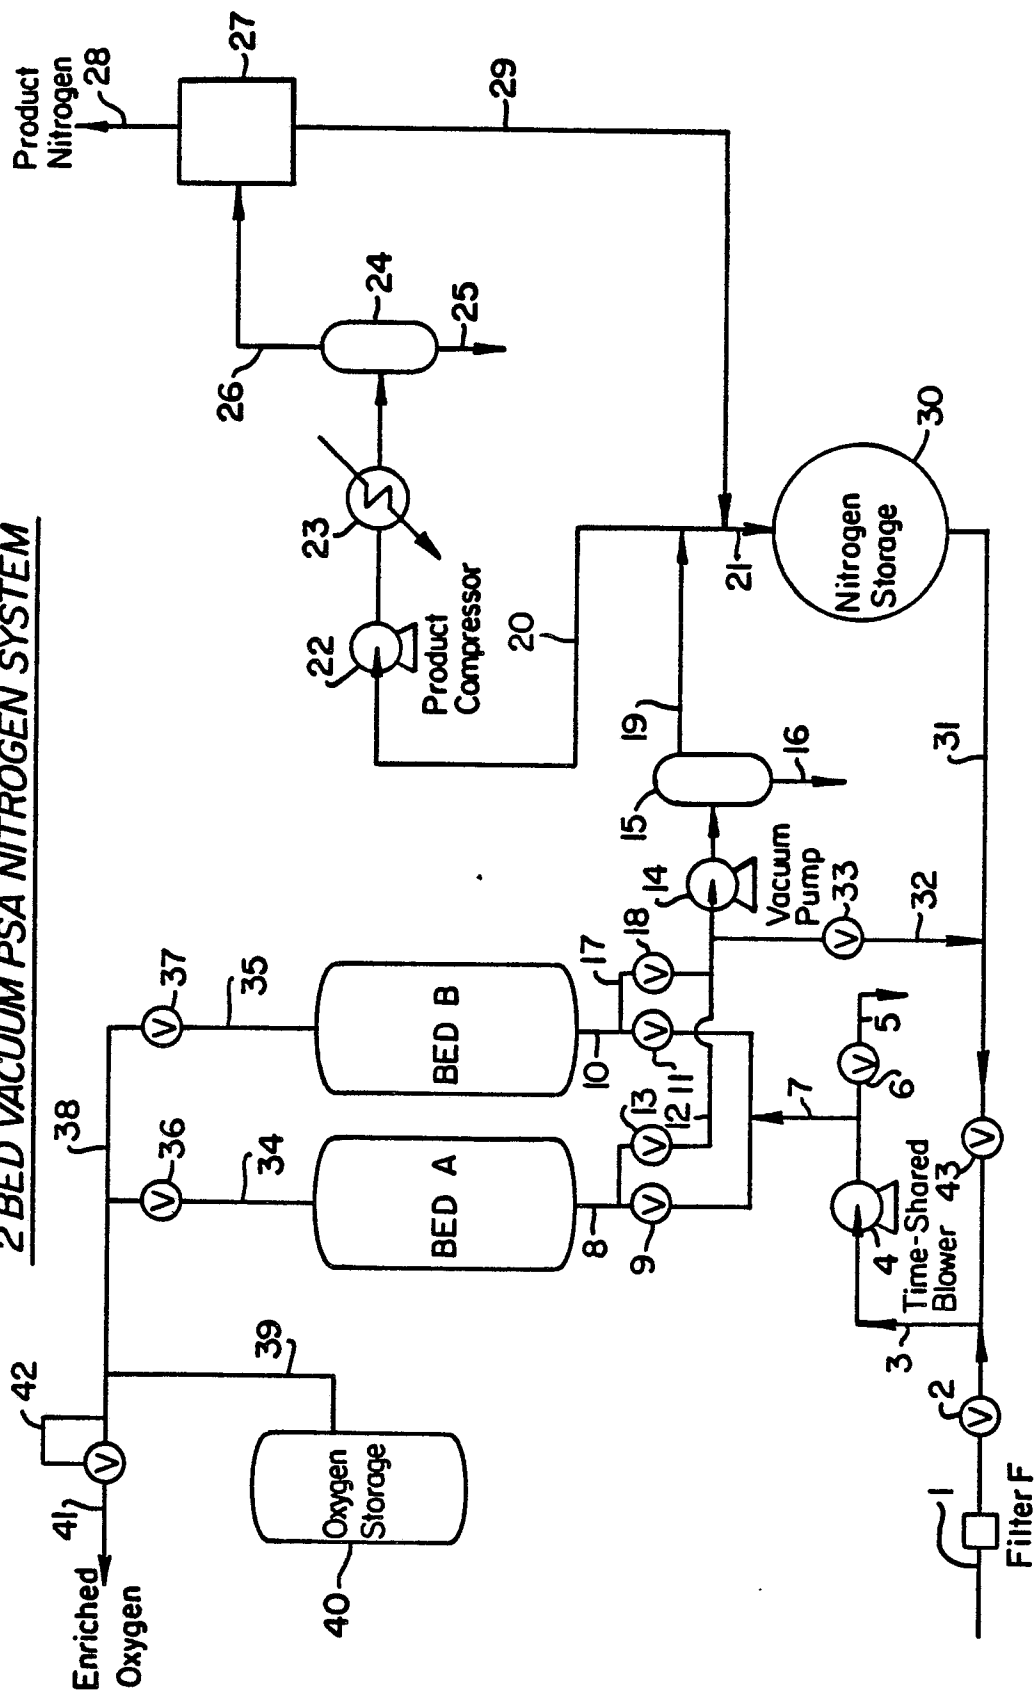 2 BED VACUUM PSA NITROGEN SYSTEM
Enriched
Oxygen
41
42
38
39
40
Oxygen
Storage
36
37
34
35
BED A
BED B
8
9
13
12
10
11
17
18
14
Vacuum
Pump
33
32
15
16
19
20
21
22
Product
Compressor
23
24
25
26
27
Product
Nitrogen
28
29
30
Nitrogen
Storage
31
1
Filter F
2
3
4
Time-Shared
Blower
43
5
6
7
V
V
V
V
V
V
V
V
V
V
V